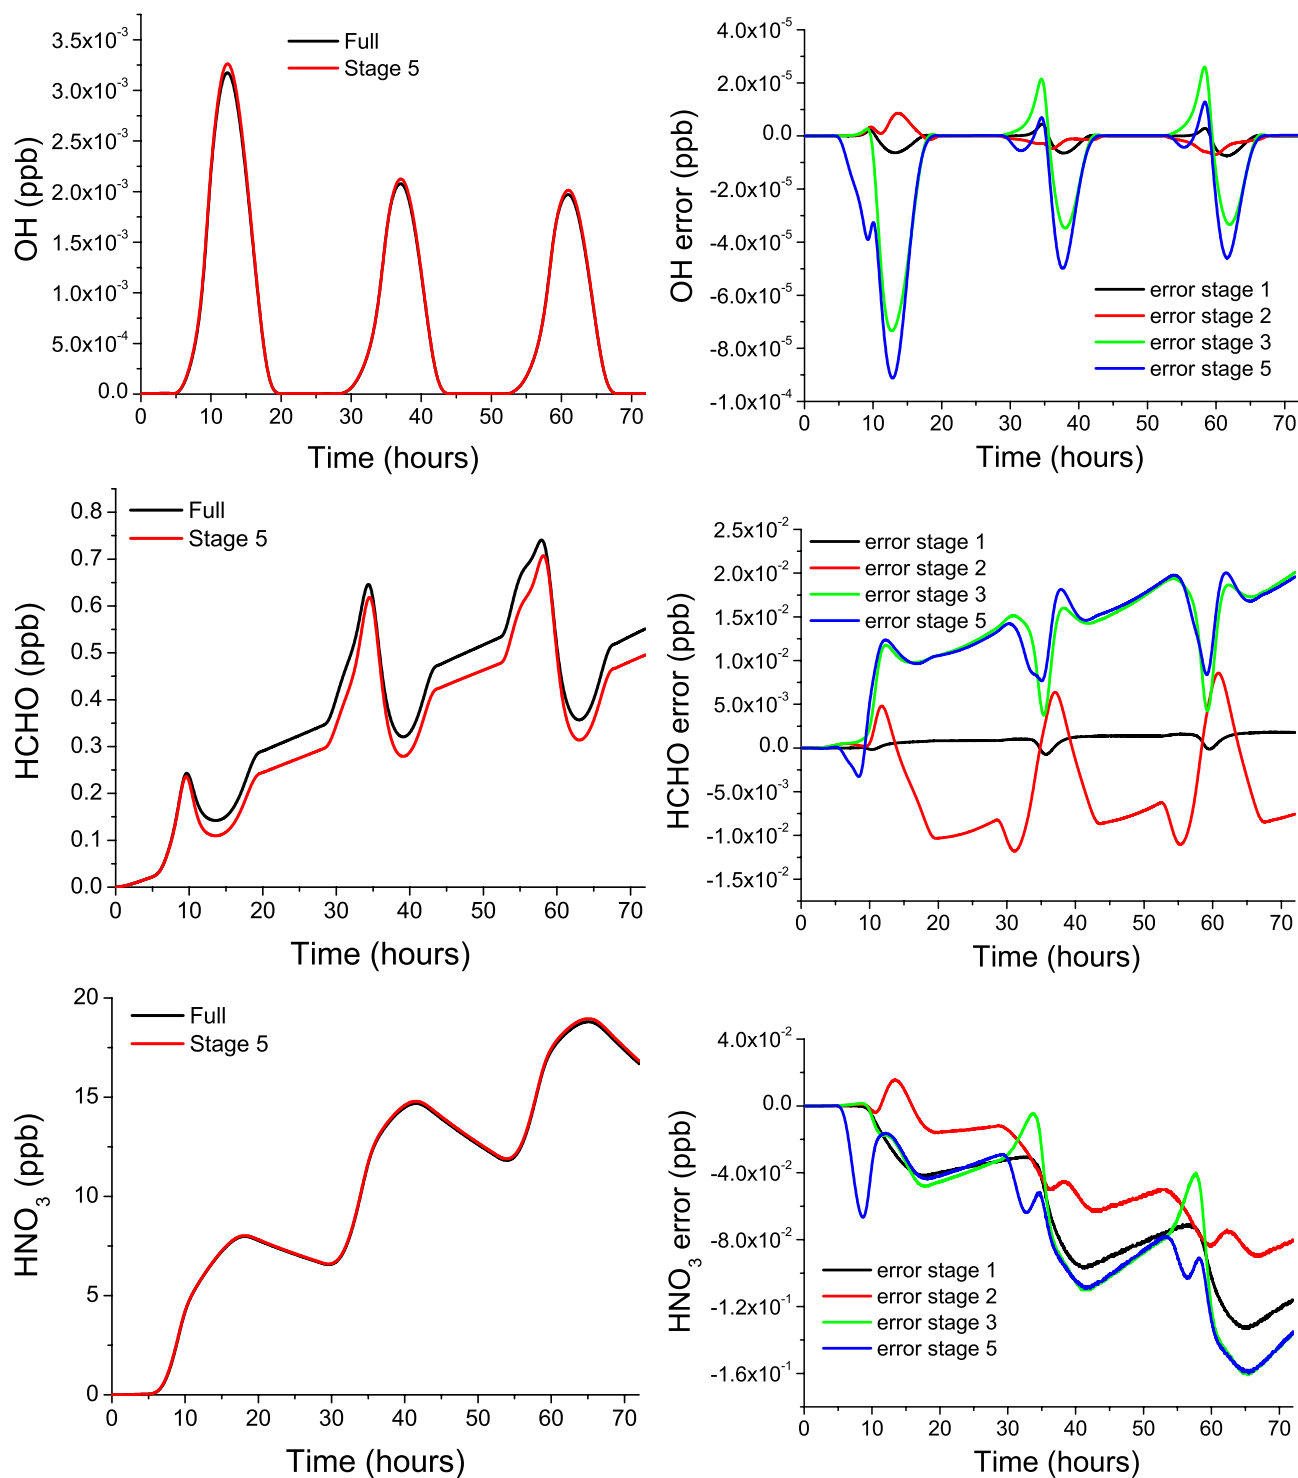 Full
Stage 5
3.5x10⁻³
3.0x10⁻³
2.5x10⁻³
2.0x10⁻³
1.5x10⁻³
1.0x10⁻³
5.0x10⁻⁴
0.0
OH (ppb)
0 10 20 30 40 50 60 70
Time (hours)
4.0x10⁻⁵
2.0x10⁻⁵
0.0
-2.0x10⁻⁵
-4.0x10⁻⁵
-6.0x10⁻⁵
-8.0x10⁻⁵
-1.0x10⁻⁴
OH error (ppb)
error stage 1
error stage 2
error stage 3
error stage 5
0 10 20 30 40 50 60 70
Time (hours)
Full
Stage 5
0.8
0.7
0.6
0.5
0.4
0.3
0.2
0.1
0.0
HCHO (ppb)
0 10 20 30 40 50 60 70
Time (hours)
2.5x10⁻²
2.0x10⁻²
1.5x10⁻²
1.0x10⁻²
5.0x10⁻³
0.0
-5.0x10⁻³
-1.0x10⁻²
-1.5x10⁻²
HCHO error (ppb)
error stage 1
error stage 2
error stage 3
error stage 5
0 10 20 30 40 50 60 70
Time (hours)
Full
Stage 5
20
15
10
5
0
HNO₃ (ppb)
0 10 20 30 40 50 60 70
Time (hours)
4.0x10⁻²
0.0
-4.0x10⁻²
-8.0x10⁻²
-1.2x10⁻¹
-1.6x10⁻¹
HNO₃ error (ppb)
error stage 1
error stage 2
error stage 3
error stage 5
0 10 20 30 40 50 60 70
Time (hours)